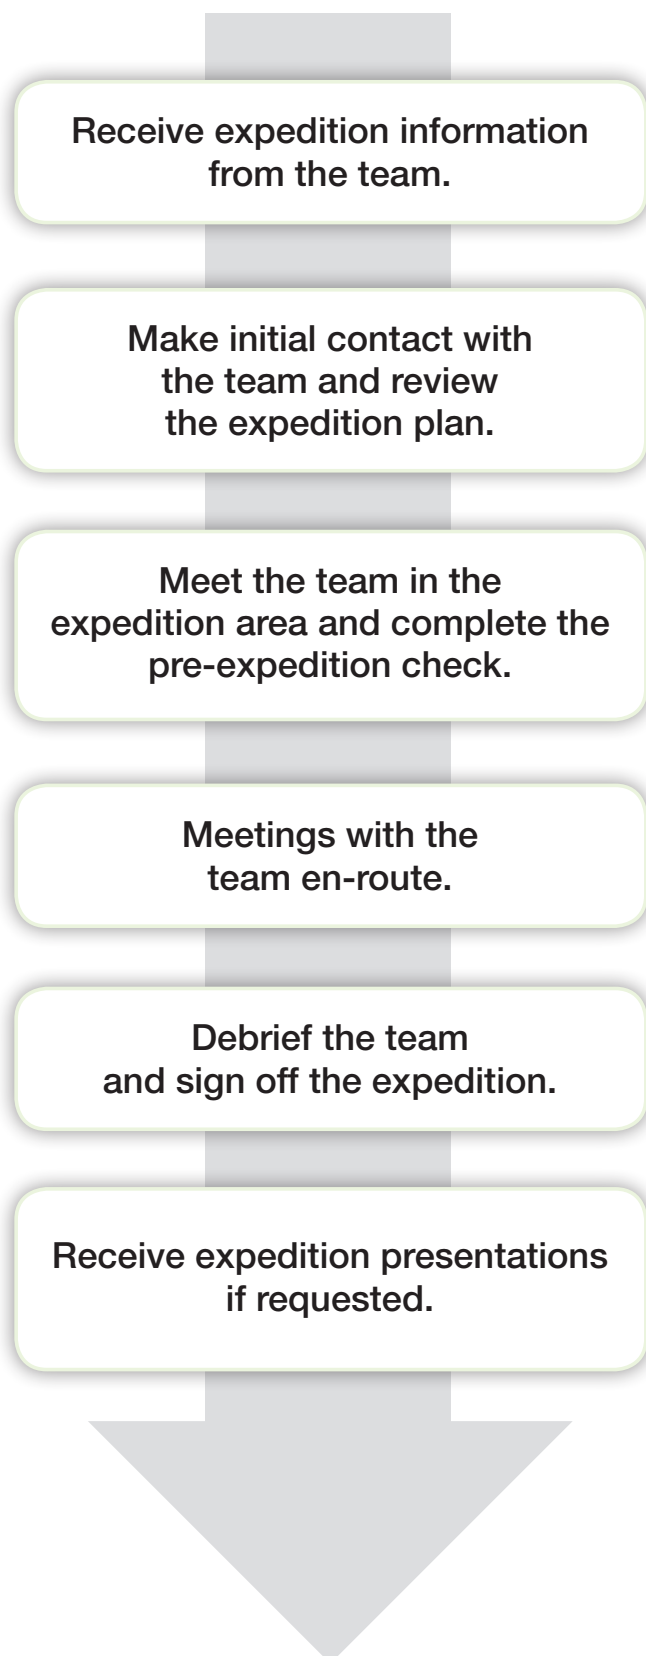 Receive expedition information
from the team.
Make initial contact with
the team and review
the expedition plan.
Meet the team in the
expedition area and complete the
pre-expedition check.
Meetings with the
team en-route.
Debrief the team
and sign off the expedition.
Receive expedition presentations
if requested.